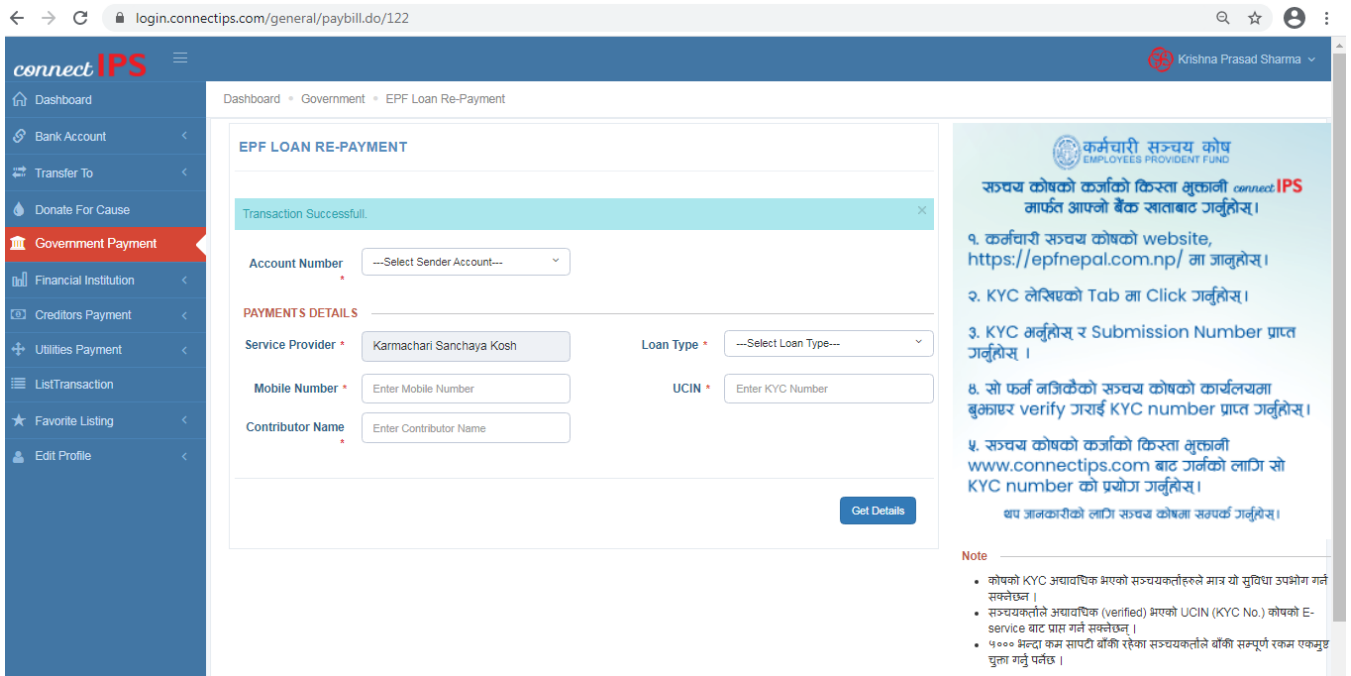 login.connectips.com/general/paybill.do/122
connectIPS
Krishna Prasad Sharma
Dashboard
Bank Account
Transfer To
Donate For Cause
Government Payment
Financial Institution
Creditors Payment
Utilities Payment
ListTransaction
Favorite Listing
Edit Profile
Dashboard Government EPF Loan Re-Payment
EPF LOAN RE-PAYMENT
Transaction Successfull. ×
Account Number * ---Select Sender Account---
PAYMENTS DETAILS
Service Provider * Karmachari Sanchaya Kosh Loan Type * ---Select Loan Type---
Mobile Number * Enter Mobile Number UCIN * Enter KYC Number
Contributor Name * Enter Contributor Name
Get Details
कर्मचारी सञ्चय कोष
EMPLOYEES PROVIDENT FUND
सञ्चय कोषको कर्जाको किस्ता भुक्तानी connectIPS
मार्फत आफ्नो बैंक खाताबाट गर्नुहोस्।
१. कर्मचारी सञ्चय कोषको website,
https://epfnepal.com.np/ मा जानुहोस्।
२. KYC लेखिएको Tab मा Click गर्नुहोस्।
३. KYC भर्नुहोस् र Submission Number प्राप्त
गर्नुहोस् ।
४. सो फर्म नजिकैको सञ्चय कोषको कार्यलयमा
बुझाएर verify गराई KYC number प्राप्त गर्नुहोस्।
५. सञ्चय कोषको कर्जाको किस्ता भुक्तानी
www.connectips.com बाट गर्नको लागि सो
KYC number को प्रयोग गर्नुहोस्।
थप जानकारीको लागि सञ्चय कोषमा सम्पर्क गर्नुहोस्।
Note
• कोषको KYC अद्यावधिक भएको सञ्चयकर्ताहरुले मात्र यो सुविधा उपभोग गर्न
सक्नेछन ।
• सञ्चयकर्ताले अद्यावधिक (verified) भएको UCIN (KYC No.) कोषको E-
service बाट प्राप्त गर्न सक्नेछन् ।
• ५००० भन्दा कम सापटी बाँकी रहेका सञ्चयकर्ताले बाँकी सम्पूर्ण रकम एकमुष्ट
चुक्ता गर्नु पर्नेछ ।